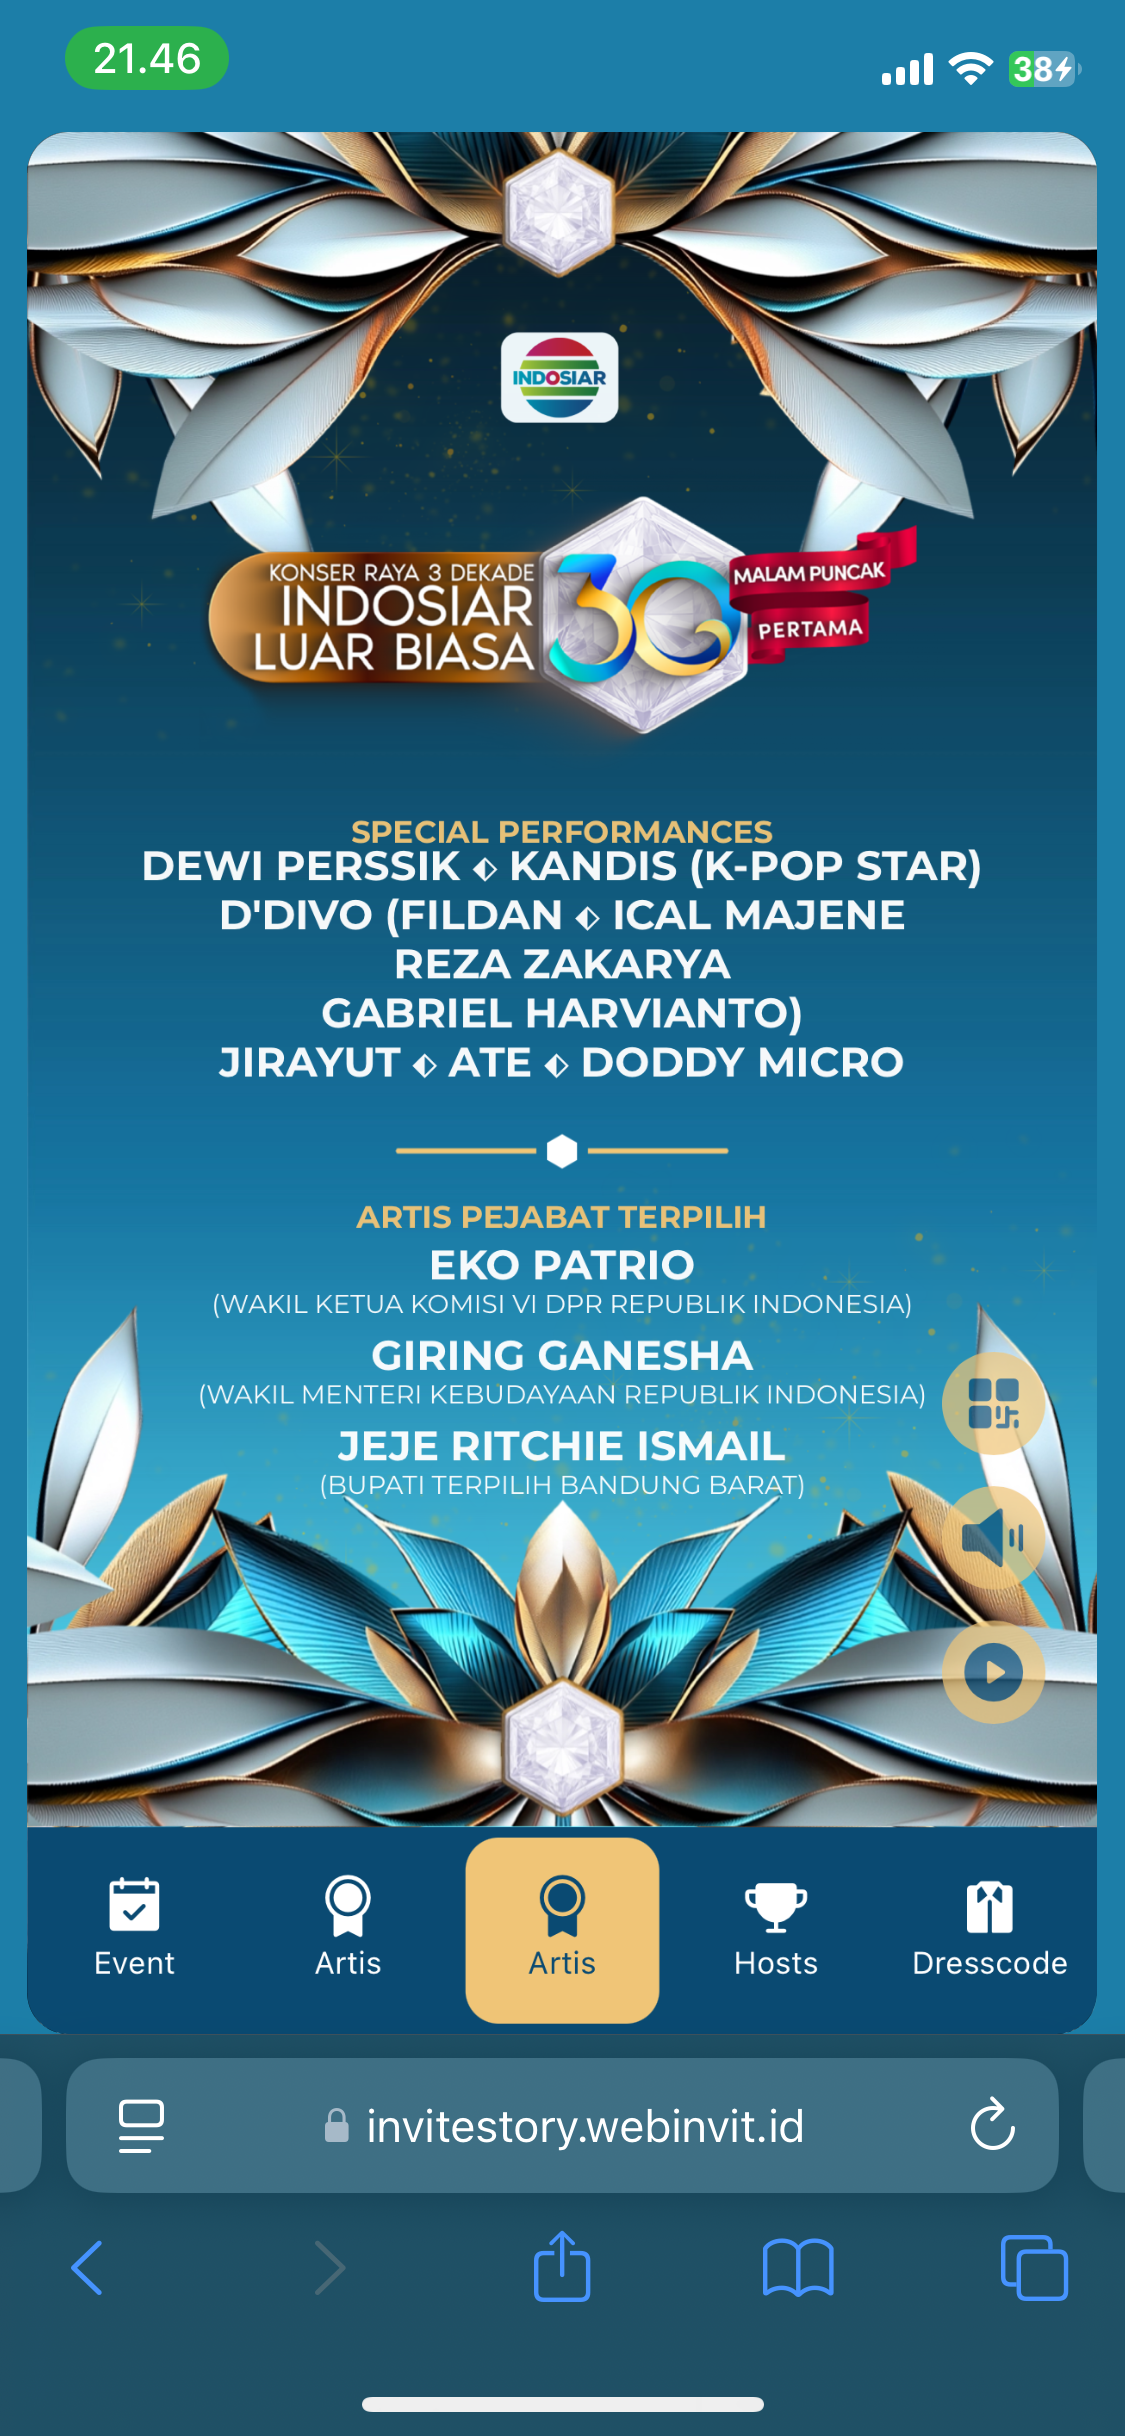 21.46
38
INDOSIAR
KONSER RAYA 3 DEKADE
INDOSIAR
LUAR BIASA
30
MALAM PUNCAK
PERTAMA
SPECIAL PERFORMANCES
DEWI PERSSIK ⬖ KANDIS (K-POP STAR)
D'DIVO (FILDAN ⬖ ICAL MAJENE
REZA ZAKARYA
GABRIEL HARVIANTO)
JIRAYUT ⬖ ATE ⬖ DODDY MICRO
ARTIS PEJABAT TERPILIH
EKO PATRIO
(WAKIL KETUA KOMISI VI DPR REPUBLIK INDONESIA)
GIRING GANESHA
(WAKIL MENTERI KEBUDAYAAN REPUBLIK INDONESIA)
JEJE RITCHIE ISMAIL
(BUPATI TERPILIH BANDUNG BARAT)
Event Artis Artis Hosts Dresscode
invitestory.webinvit.id